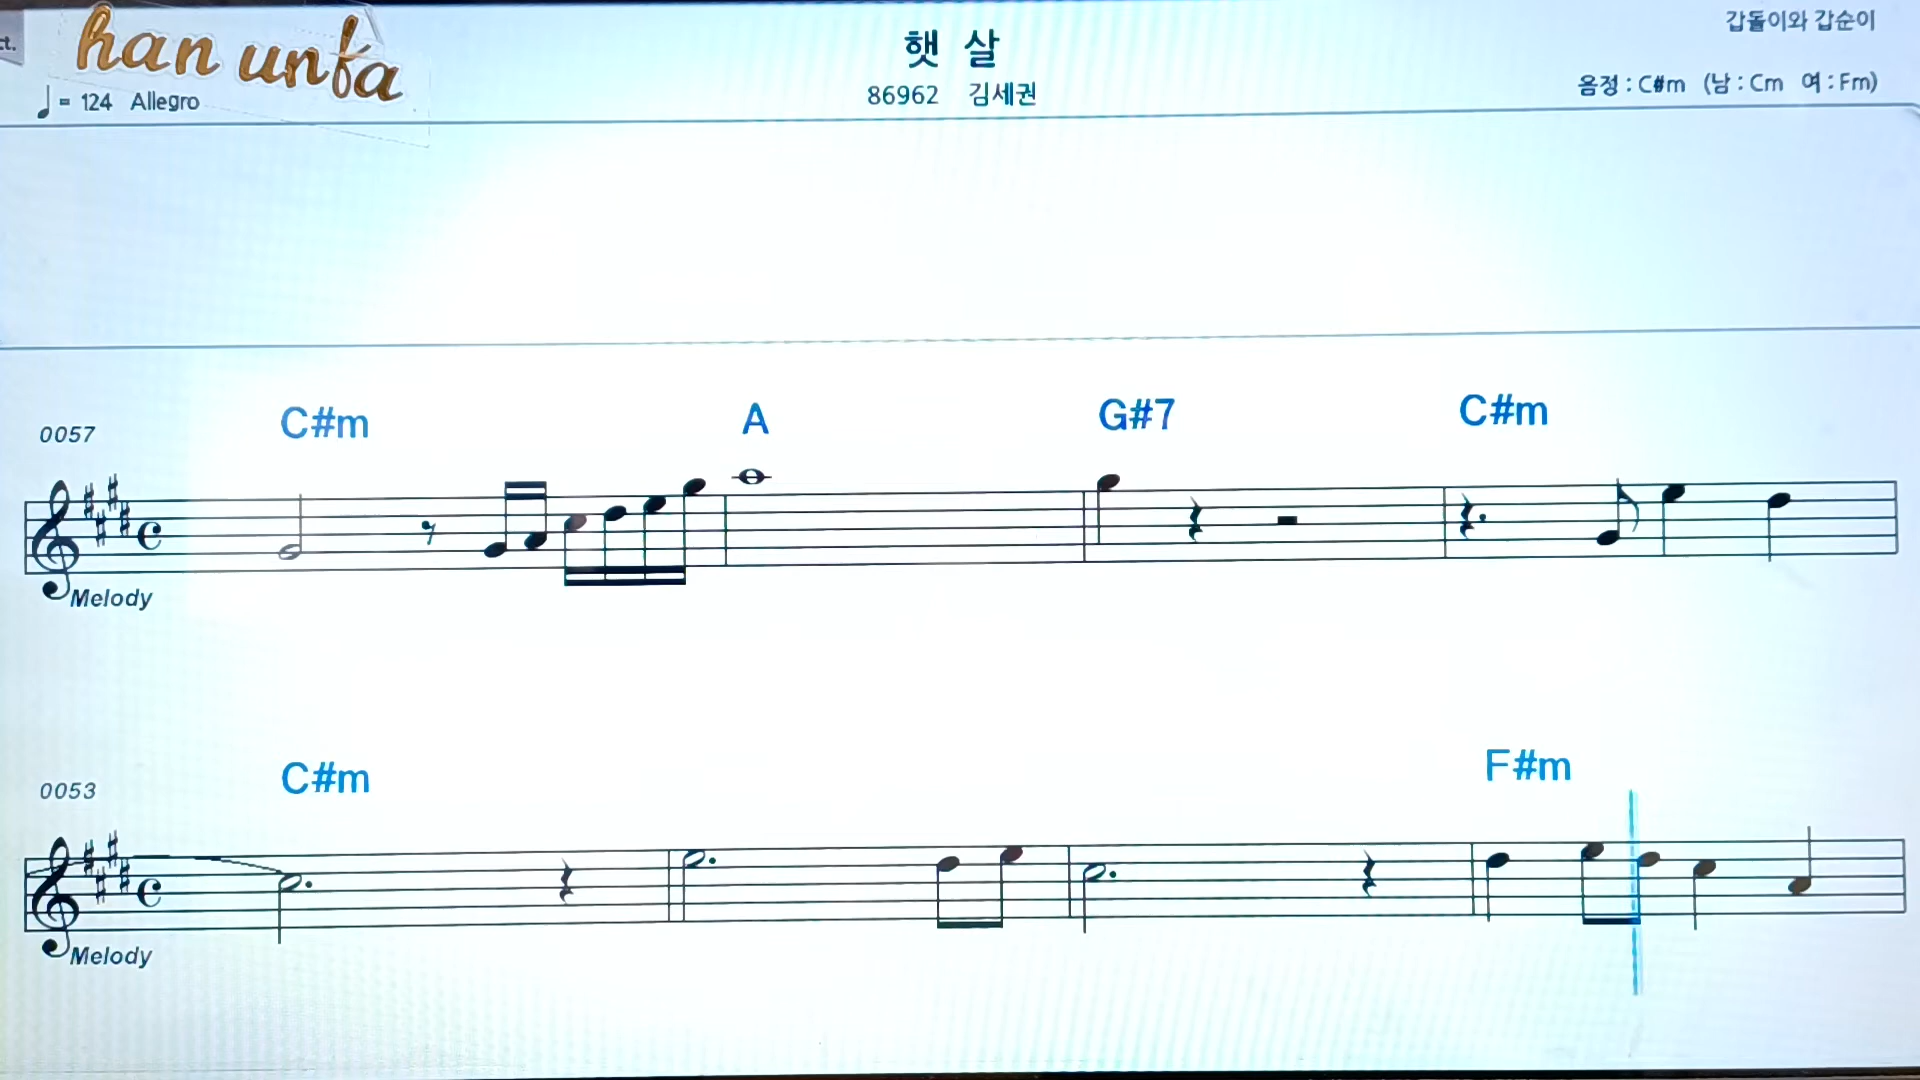 ct.
han unfa
햇 살
갑돌이와 갑순이
♩= 124 Allegro
86962 김세권
음정 : C#m (남 : Cm 여 : Fm)
0057
C#m A G#7 C#m
Melody
0053
C#m F#m
Melody